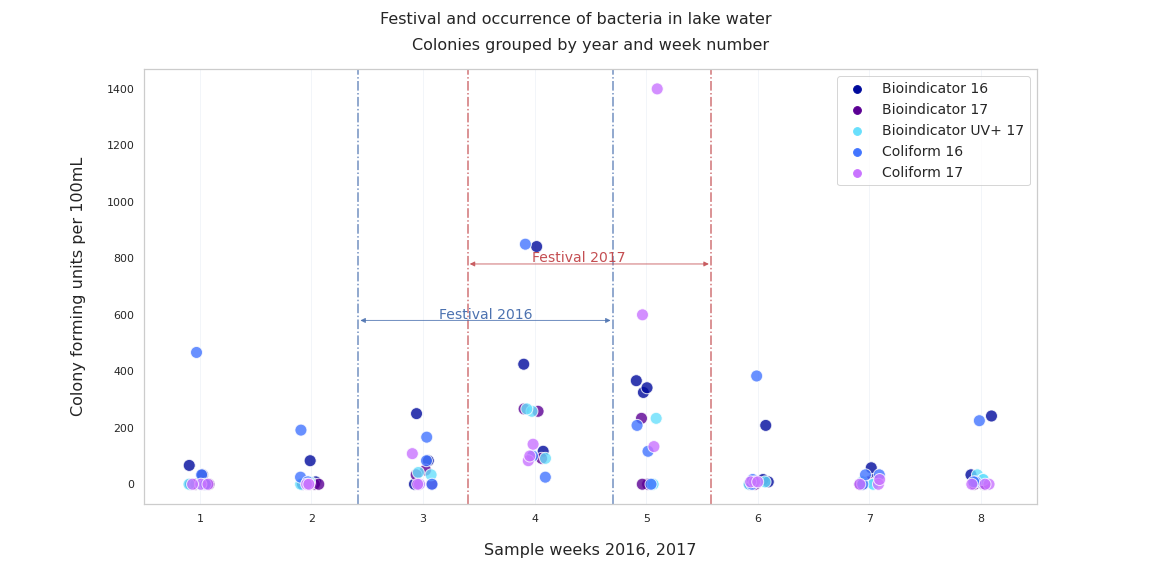 Festival and occurrence of bacteria in lake water
Colonies grouped by year and week number
Colony forming units per 100mL
1400
1200
1000
800
600
400
200
0
Bioindicator 16
Bioindicator 17
Bioindicator UV+ 17
Coliform 16
Coliform 17
Festival 2017
Festival 2016
1 2 3 4 5 6 7 8
Sample weeks 2016, 2017